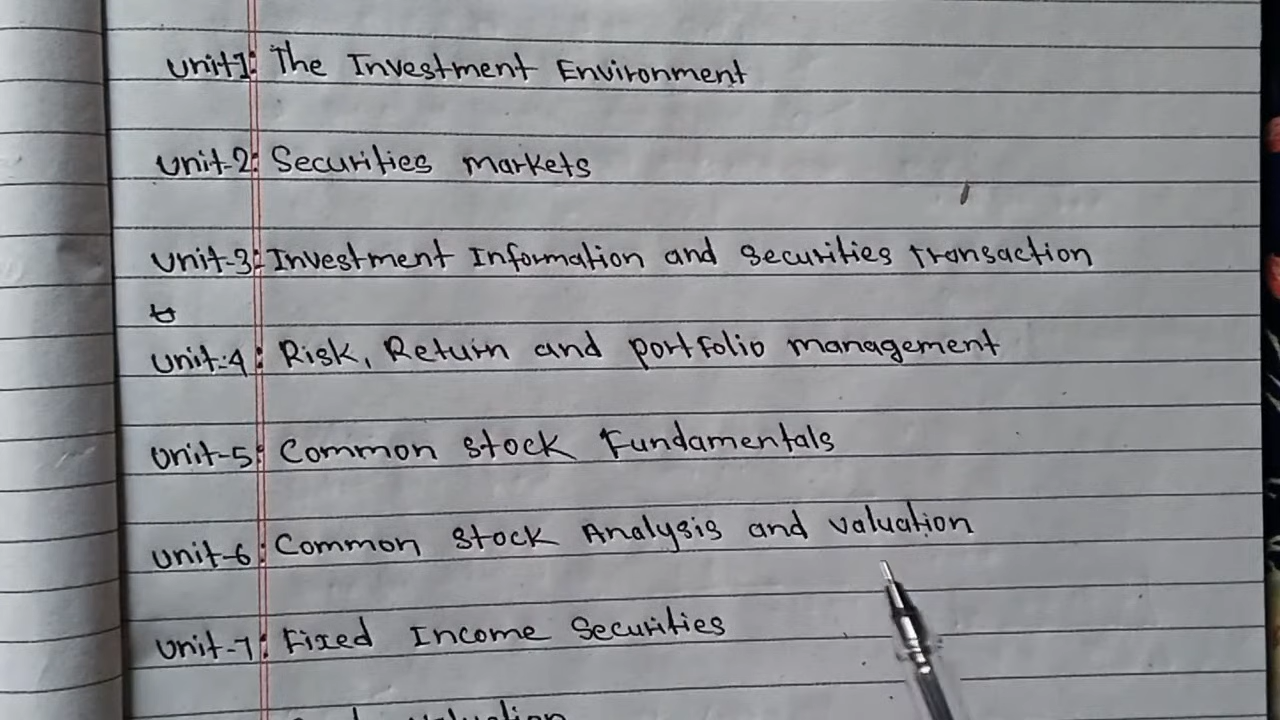 Unit1: The Investment Environment
Unit-2: Securities markets
Unit-3: Investment Information and securities transaction
Unit-4: Risk, Return and portfolio management
Unit-5: Common stock Fundamentals
Unit-6: Common stock Analysis and valuation
Unit-7: Fixed Income Securities
valuation